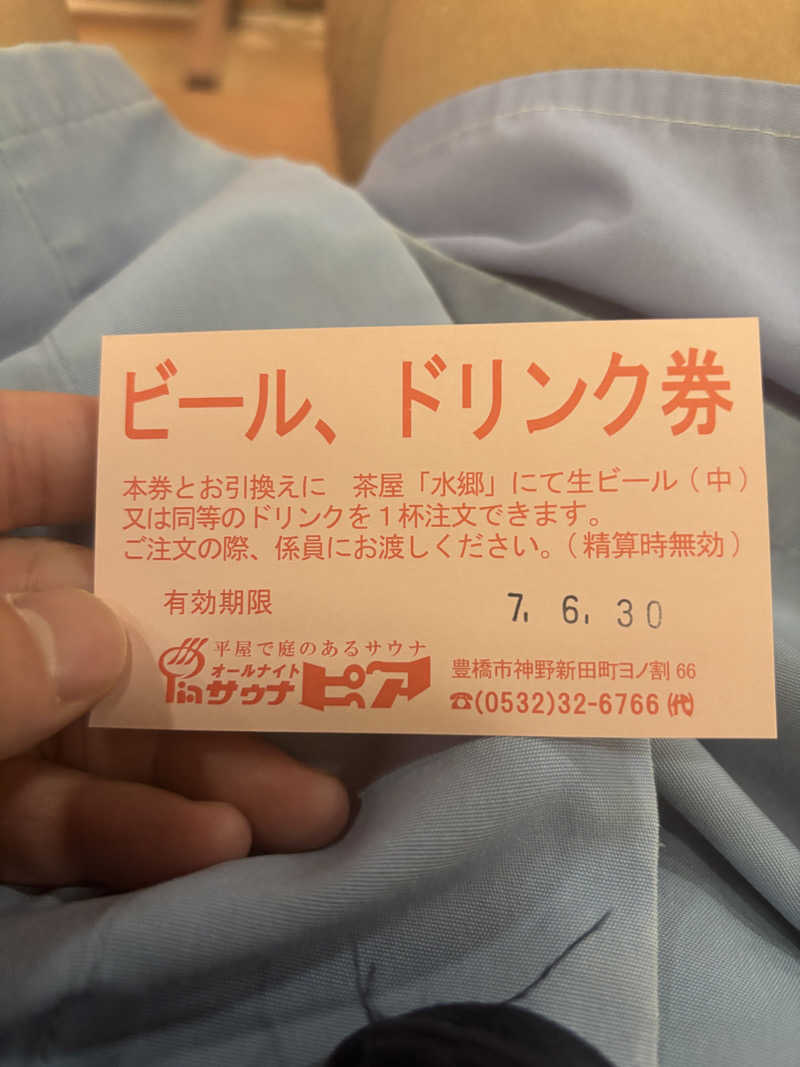 ビール、ドリンク券
本券とお引換えに 茶屋「水郷」にて生ビール(中)
又は同等のドリンクを1杯注文できます。
ご注文の際、係員にお渡しください。(精算時無効)
有効期限 7, 6, 30
平屋で庭のあるサウナ
オールナイト
inサウナピア
豊橋市神野新田町ヨノ割66
☎(0532)32-6766(代)